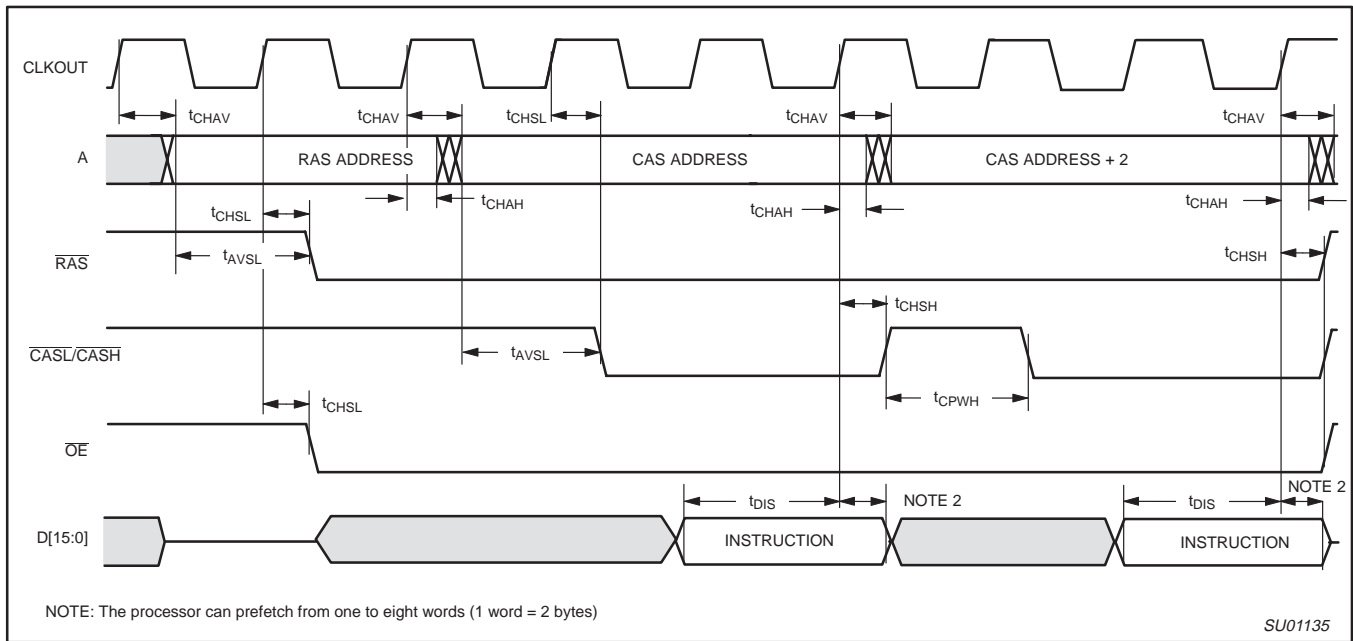 CLKOUT
tCHAV
tCHAV
tCHSL
tCHAV
tCHAV
A
RAS ADDRESS
CAS ADDRESS
CAS ADDRESS + 2
tCHAH
tCHAH
tCHAH
tCHSL
RAS
tAVSL
tCHSH
tCHSH
CASL/CASH
tAVSL
tCPWH
tCHSL
OE
tDIS
NOTE 2
tDIS
NOTE 2
D[15:0]
INSTRUCTION
INSTRUCTION
NOTE: The processor can prefetch from one to eight words (1 word = 2 bytes)
SU01135